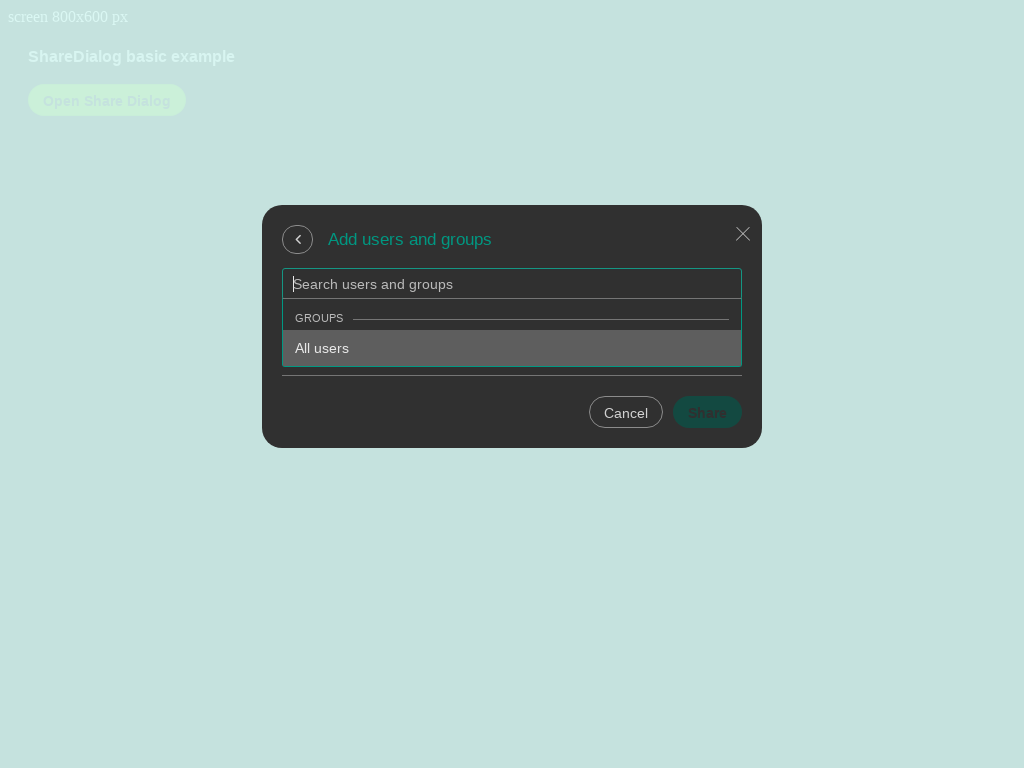 screen 800x600 px
ShareDialog basic example
Open Share Dialog
Add users and groups
Search users and groups
GROUPS
All users
Cancel
Share